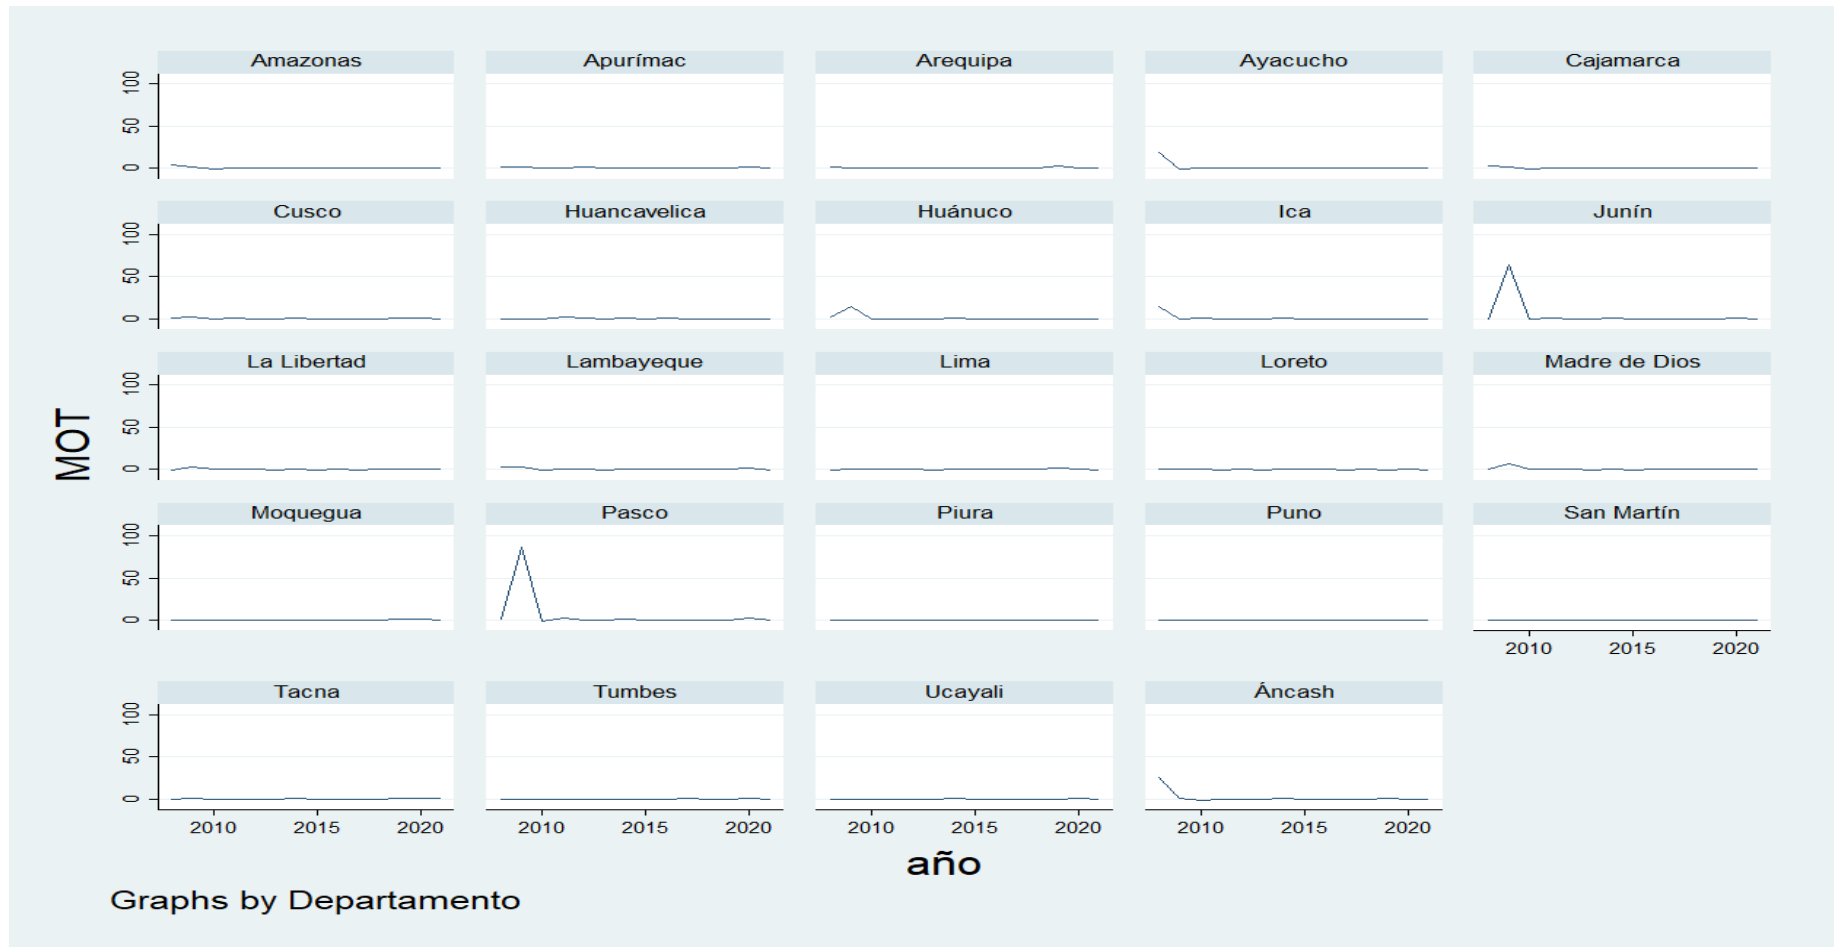 Amazonas Apurímac Arequipa Ayacucho Cajamarca
100
50
0
Cusco Huancavelica Huánuco Ica Junín
100
50
0
La Libertad Lambayeque Lima Loreto Madre de Dios
100
50
0
MOT
Moquegua Pasco Piura Puno San Martín
100
50
0
2010 2015 2020
Tacna Tumbes Ucayali Áncash
100
50
0
2010 2015 2020 2010 2015 2020 2010 2015 2020 2010 2015 2020
año
Graphs by Departamento